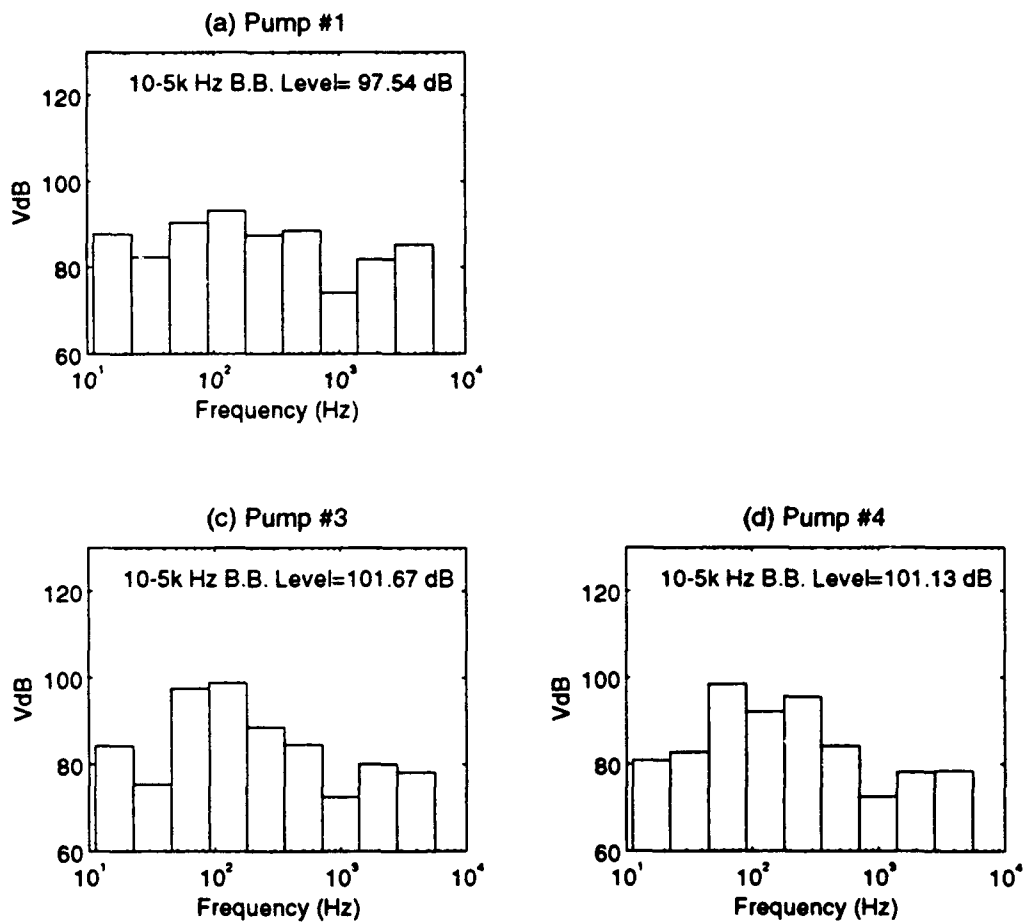 (a) Pump #1
10-5k Hz B.B. Level= 97.54 dB
120
100
80
60
VdB
10¹ 10² 10³ 10⁴
Frequency (Hz)
(c) Pump #3
10-5k Hz B.B. Level=101.67 dB
120
100
80
60
VdB
10¹ 10² 10³ 10⁴
Frequency (Hz)
(d) Pump #4
10-5k Hz B.B. Level=101.13 dB
120
100
80
60
VdB
10¹ 10² 10³ 10⁴
Frequency (Hz)